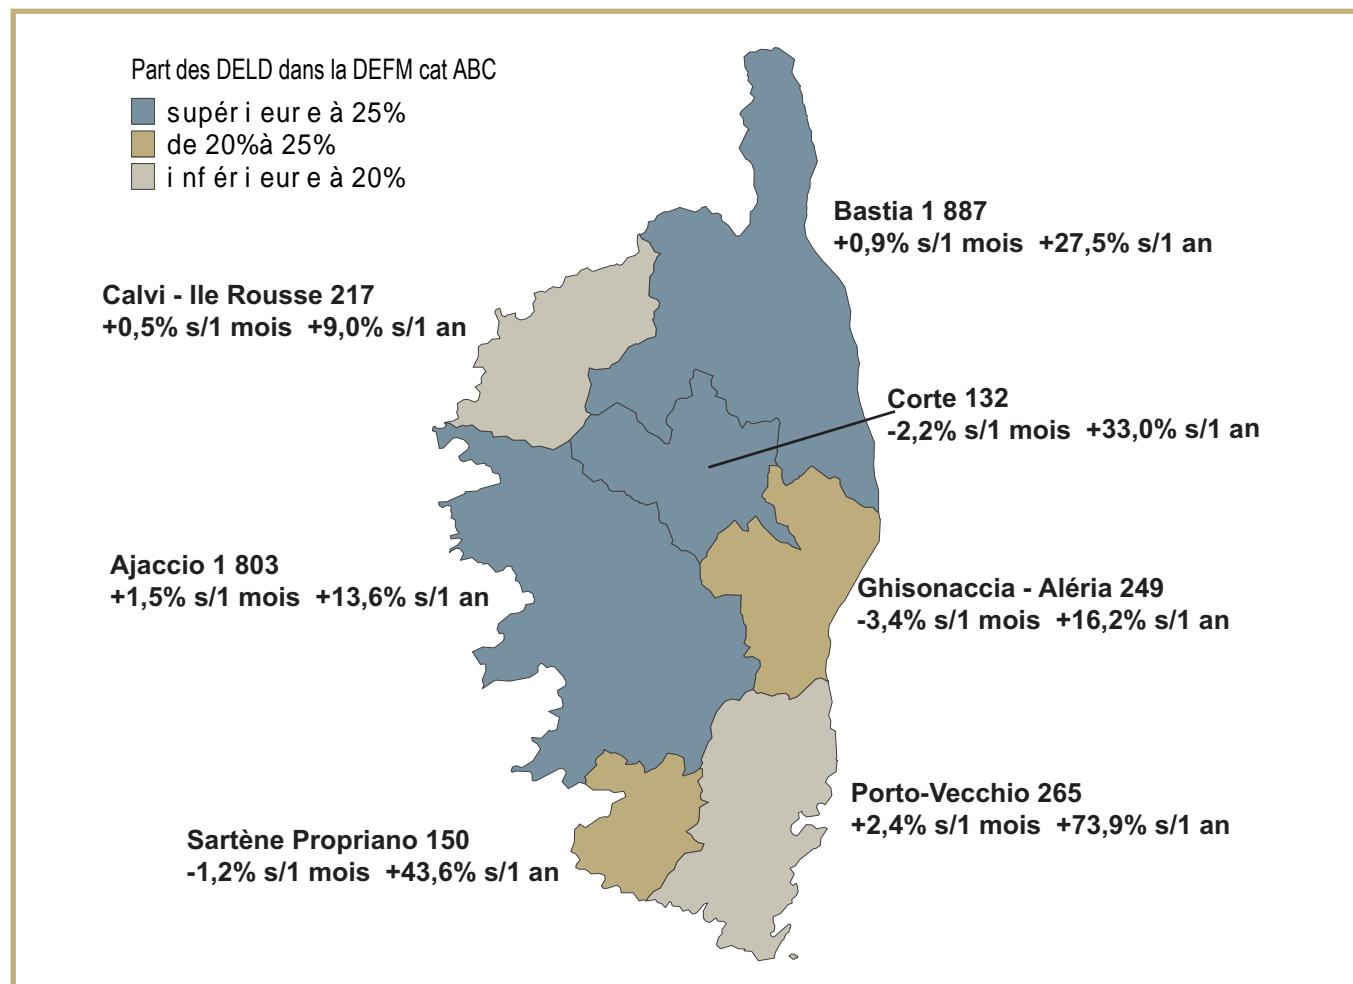 Part des DELD dans la DEFM cat ABC
supérieure à 25%
de 20%à 25%
inférieure à 20%
Bastia 1 887
+0,9% s/1 mois +27,5% s/1 an
Calvi - Ile Rousse 217
+0,5% s/1 mois +9,0% s/1 an
Corte 132
-2,2% s/1 mois +33,0% s/1 an
Ajaccio 1 803
+1,5% s/1 mois +13,6% s/1 an
Ghisonaccia - Aléria 249
-3,4% s/1 mois +16,2% s/1 an
Porto-Vecchio 265
+2,4% s/1 mois +73,9% s/1 an
Sartène Propriano 150
-1,2% s/1 mois +43,6% s/1 an